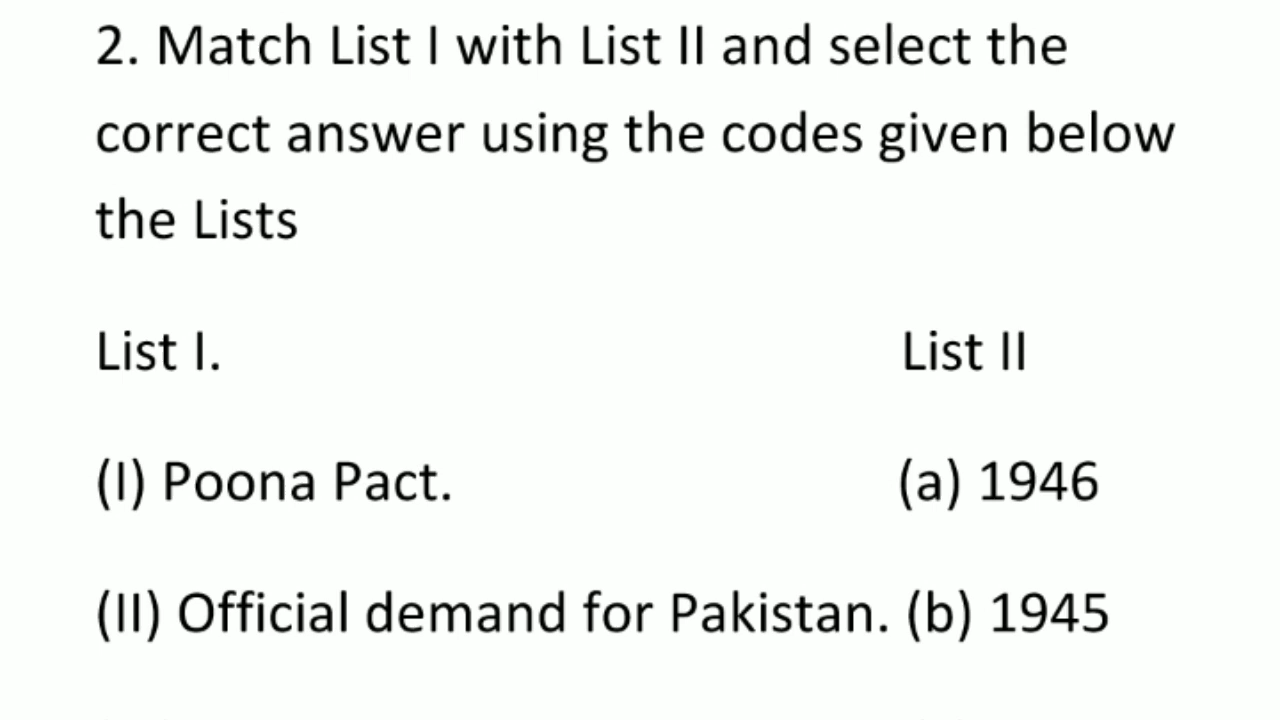 2. Match List I with List II and select the
correct answer using the codes given below
the Lists
List I. List II
(I) Poona Pact. (a) 1946
(II) Official demand for Pakistan. (b) 1945